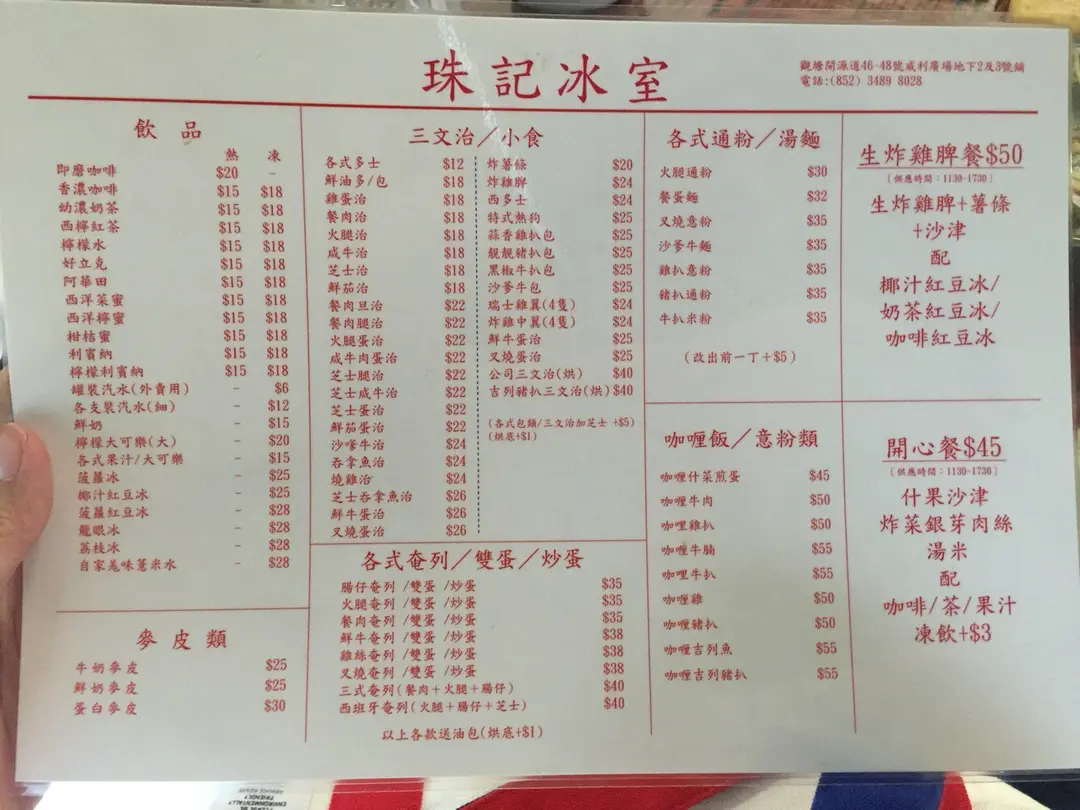 珠記冰室
觀塘開源道46-48號威利廣場地下2及3號舖
電話:(852) 3489 8028
飲品
熱 凍
即磨咖啡 $20 -
香濃咖啡 $15 $18
幼濃奶茶 $15 $18
西檸紅茶 $15 $18
檸檬水 $15 $18
好立克 $15 $18
阿華田 $15 $18
西洋菜蜜 $15 $18
西洋檸蜜 $15 $18
柑桔蜜 $15 $18
利賓納 $15 $18
檸檬利賓納 $15 $18
罐裝汽水(外賣用) - $6
各支裝汽水(細) - $12
鮮奶 - $15
檸檬大可樂(大) - $20
各式果汁/大可樂 - $15
菠蘿冰 - $25
椰汁紅豆冰 - $25
菠蘿紅豆冰 - $28
龍眼冰 - $28
荔枝冰 - $28
自家美味薏米水 - $28
麥皮類
牛奶麥皮 $25
鮮奶麥皮 $25
蛋白麥皮 $30
三文治/小食
各式多士 $12
鮮油多/包 $18
雞蛋治 $18
餐肉治 $18
火腿治 $18
咸牛治 $18
芝士治 $18
鮮茄治 $18
餐肉旦治 $22
餐肉腿治 $22
火腿蛋治 $22
咸牛肉蛋治 $22
芝士腿治 $22
芝士咸牛治 $22
芝士蛋治 $22
鮮茄蛋治 $22
沙爹牛治 $24
吞拿魚治 $24
燒雞治 $24
芝士吞拿魚治 $26
鮮牛蛋治 $26
叉燒蛋治 $26
炸薯條 $20
炸雞脾 $24
西多士 $24
特式熱狗 $25
蒜香雞扒包 $25
靚靚豬扒包 $25
黑椒牛扒包 $25
沙爹牛包 $25
瑞士雞翼(4隻) $24
炸雞中翼(4隻) $24
鮮牛蛋治 $25
叉燒蛋治 $25
公司三文治(烘) $40
吉列豬扒三文治(烘) $40
(各式包類/三文治加芝士 +$5)
(烘底+$1)
各式奄列/雙蛋/炒蛋
腸仔奄列 /雙蛋 /炒蛋 $35
火腿奄列 /雙蛋 /炒蛋 $35
餐肉奄列 /雙蛋 /炒蛋 $35
鮮牛奄列 /雙蛋 /炒蛋 $38
雞絲奄列 /雙蛋 /炒蛋 $38
叉燒奄列 /雙蛋 /炒蛋 $38
三式奄列(餐肉+火腿+腸仔) $40
西班牙奄列(火腿+腸仔+芝士) $40
以上各款送油包(烘底+$1)
各式通粉/湯麵
火腿通粉 $30
餐蛋麵 $32
叉燒意粉 $35
沙爹牛麵 $35
雞扒意粉 $35
豬扒通粉 $35
牛扒米粉 $35
(改出前一丁+$5)
咖喱飯/意粉類
咖喱什菜煎蛋 $45
咖喱牛肉 $50
咖哩雞扒 $50
咖喱牛腩 $55
咖哩牛扒 $55
咖喱雞 $50
咖喱豬扒 $50
咖喱吉列魚 $55
咖喱吉列豬扒 $55
生炸雞脾餐$50
〔供應時間：1130-1730〕
生炸雞脾+薯條
+沙津
配
椰汁紅豆冰/
奶茶紅豆冰/
咖啡紅豆冰
開心餐$45
〔供應時間：1130-1730〕
什果沙津
炸菜銀芽肉絲
湯米
配
咖啡/茶/果汁
凍飲+$3
ENVIRONMENTALLY
FRIENDLY